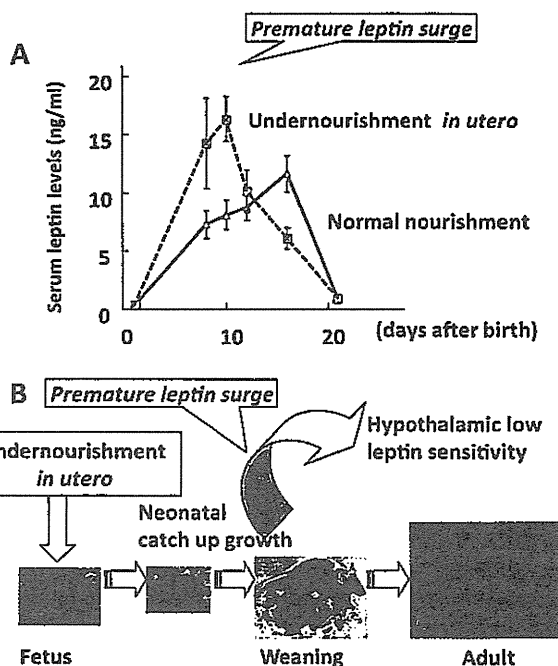 Premature leptin surge
A
Serum leptin levels (ng/ml)
20
15
10
5
0
Undernourishment in utero
Normal nourishment
0
10
20
(days after birth)
B
Premature leptin surge
Hypothalamic low
leptin sensitivity
ndernourishment
in utero
Neonatal
catch up growth
Fetus
Weaning
Adult